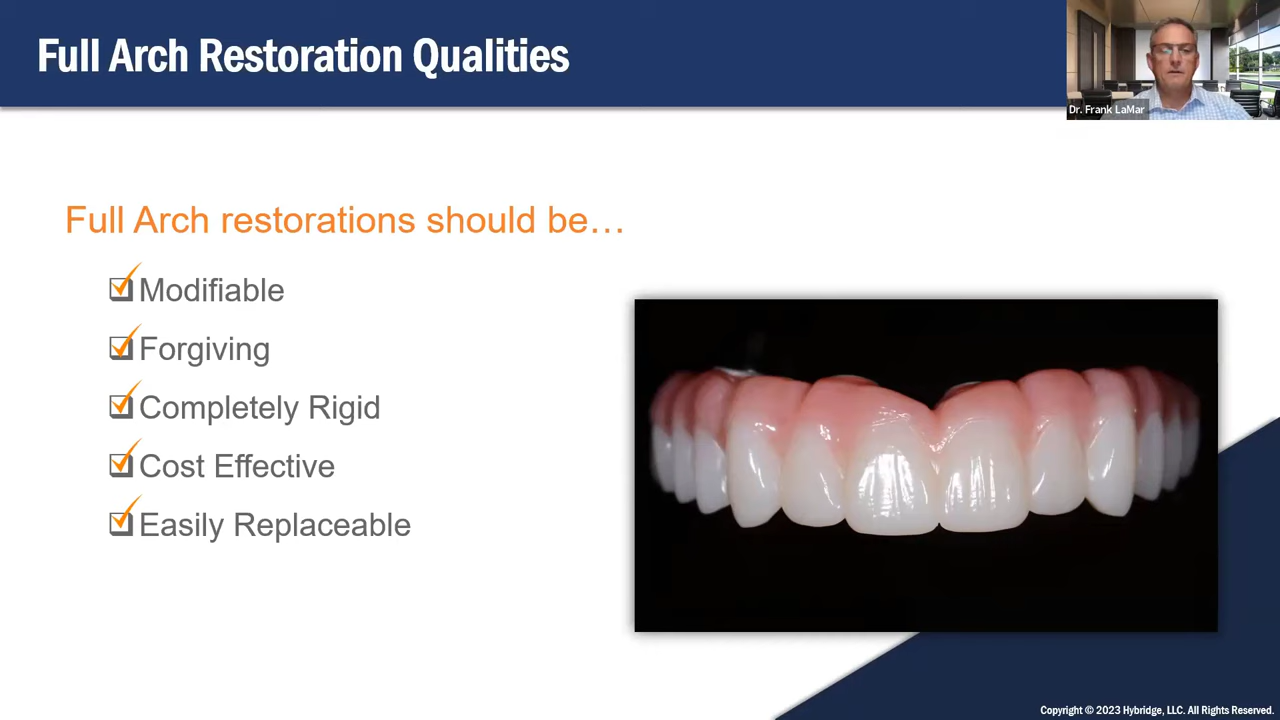 Full Arch Restoration Qualities
Dr. Frank LaMar
Full Arch restorations should be…
Modifiable
Forgiving
Completely Rigid
Cost Effective
Easily Replaceable
Copyright © 2023 Hybridge, LLC. All Rights Reserved.